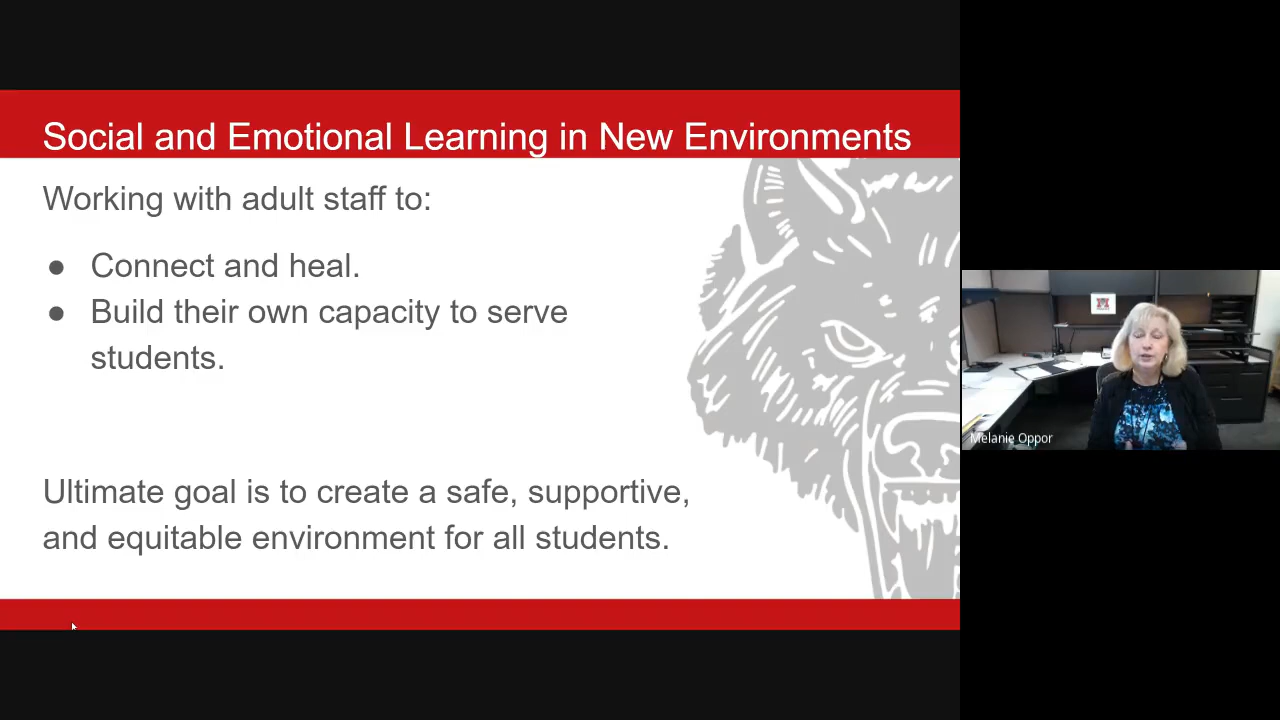 Social and Emotional Learning in New Environments
Working with adult staff to:
● Connect and heal.
● Build their own capacity to serve
students.
Ultimate goal is to create a safe, supportive,
and equitable environment for all students.
Melanie Oppor